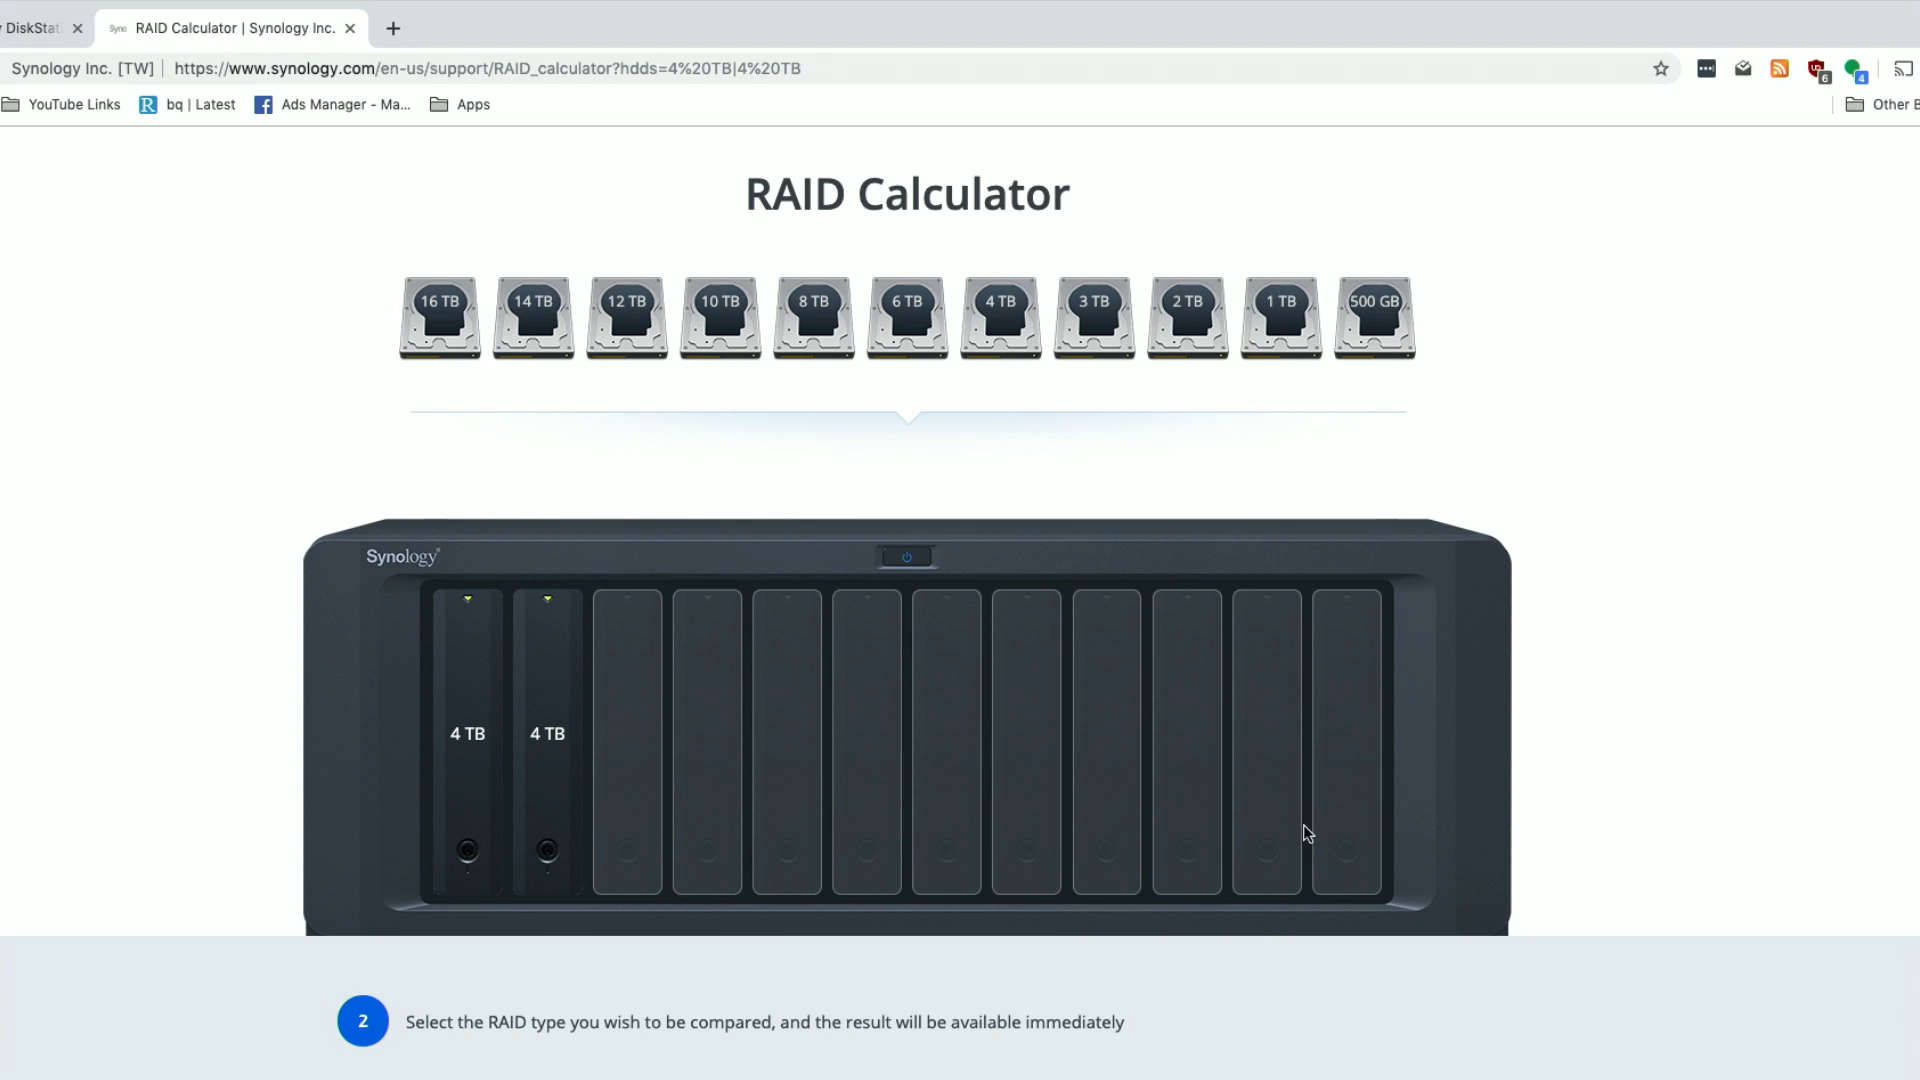 DiskStat
Syno RAID Calculator | Synology Inc.
Synology Inc. [TW] https://www.synology.com/en-us/support/RAID_calculator?hdds=4%20TB|4%20TB
6
4
YouTube Links
R bq | Latest
Ads Manager - Ma...
Apps
Other B
RAID Calculator
16 TB 14 TB 12 TB 10 TB 8 TB 6 TB 4 TB 3 TB 2 TB 1 TB 500 GB
Synology
4 TB 4 TB
2 Select the RAID type you wish to be compared, and the result will be available immediately